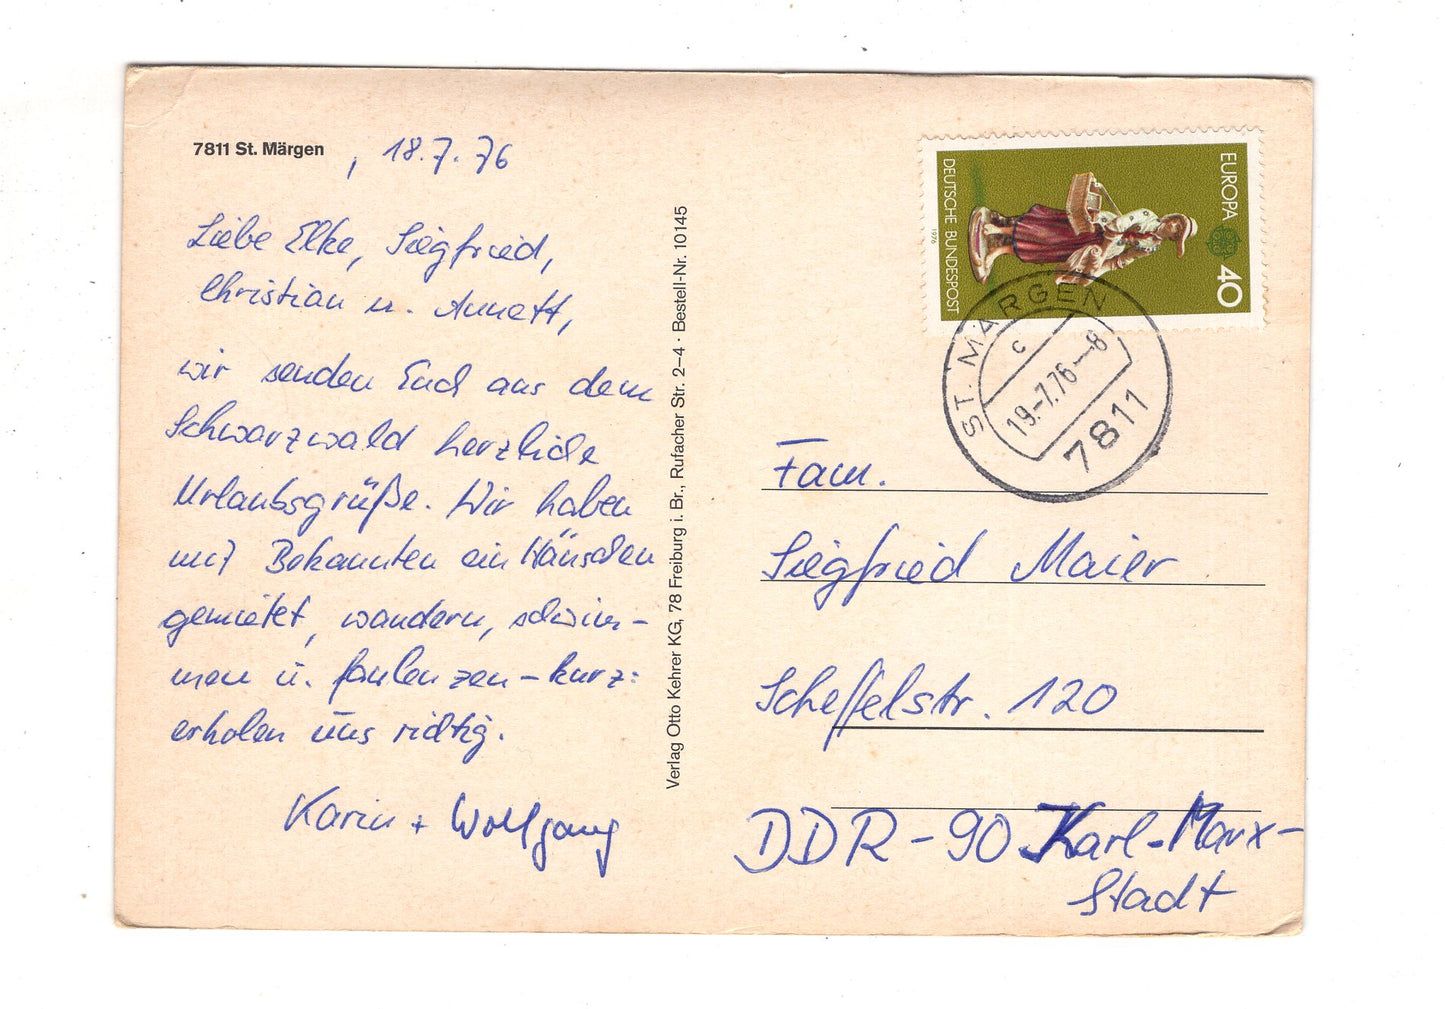 7811 St. Märgen, 18.7.76
Liebe Elke, Siegfried,
Christian u. Annett,
wir senden Euch aus dem
Schwarzwald herzliche
Urlaubsgrüße. Wir haben
mit Bekannten ein Häuschen
gemietet, wandern, schwim-
men u. faulenzen - kurz:
erholen uns richtig.
Karin + Wolfgang
Verlag Otto Kehrer KG, 78 Freiburg i. Br., Rufacher Str. 2–4 · Bestell-Nr. 10145
EUROPA
40
DEUTSCHE BUNDESPOST
1976
ST. MÄRGEN
c
19.-7.76-8
7811
Fam.
Siegfried Maier
Scheffelstr. 120
DDR-90 Karl-Marx-
Stadt